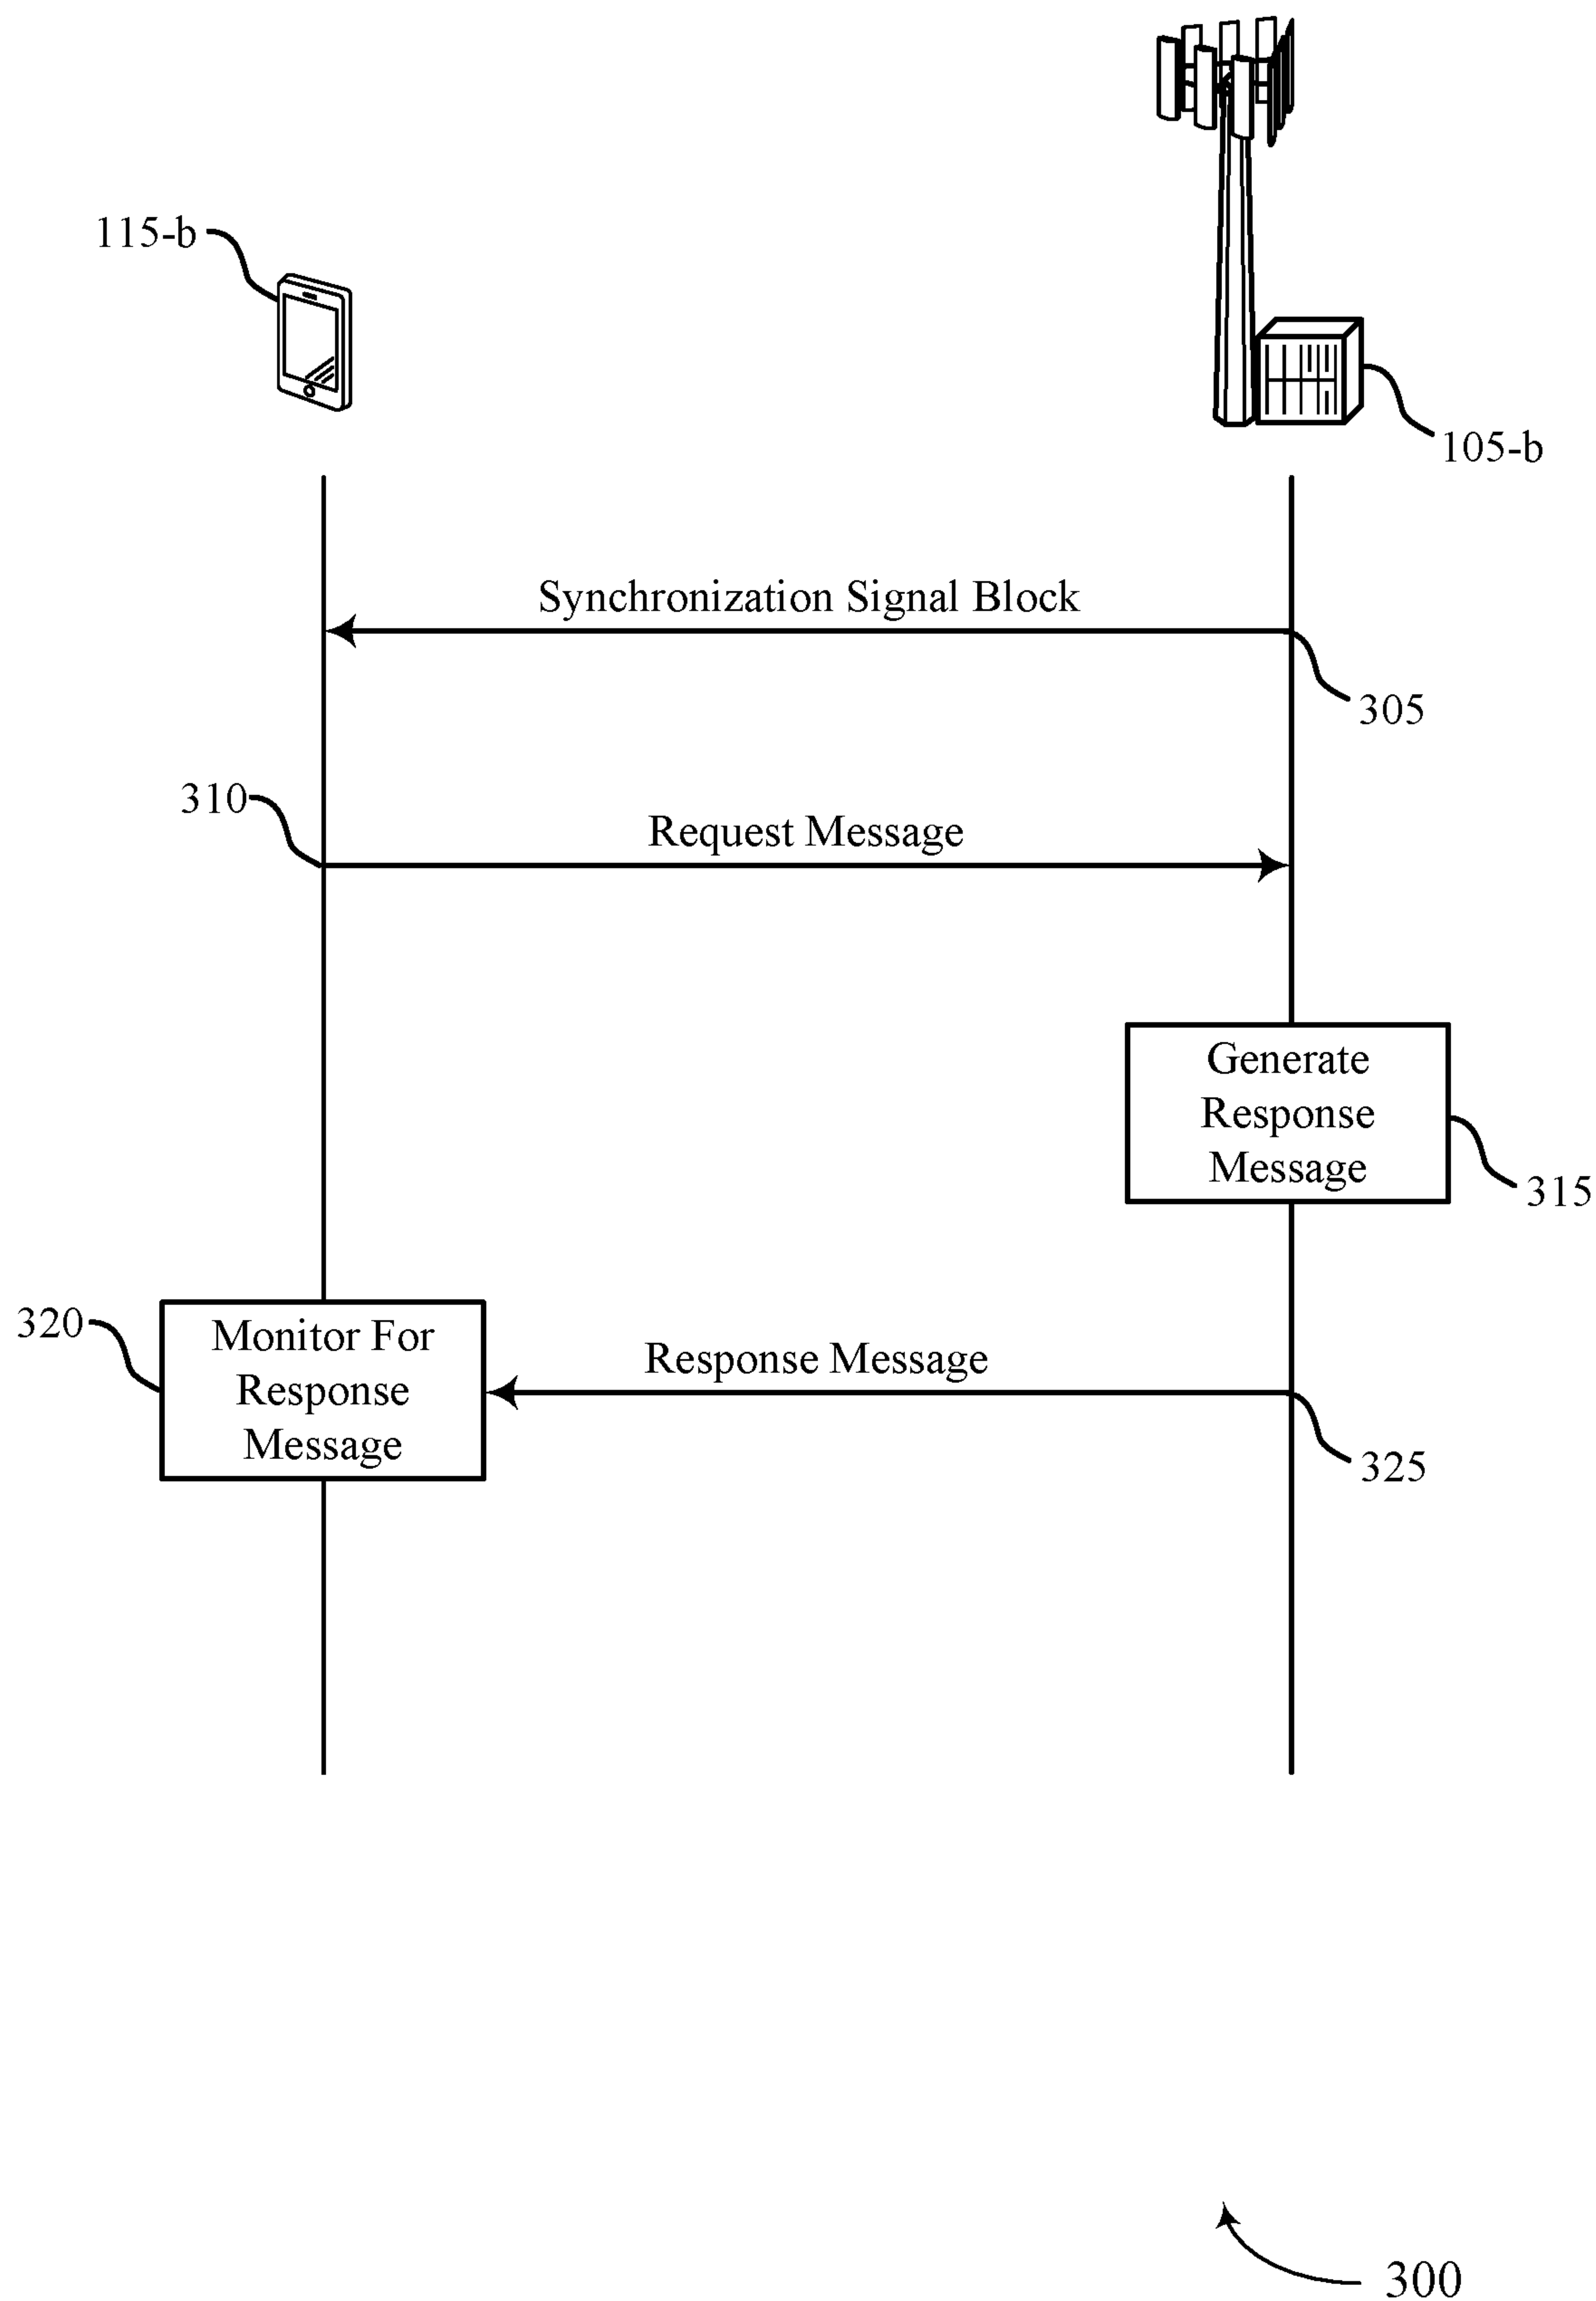 115-b
105-b
Synchronization Signal Block
305
310
Request Message
Generate
Response
Message
315
320
Monitor For
Response
Message
Response Message
325
300